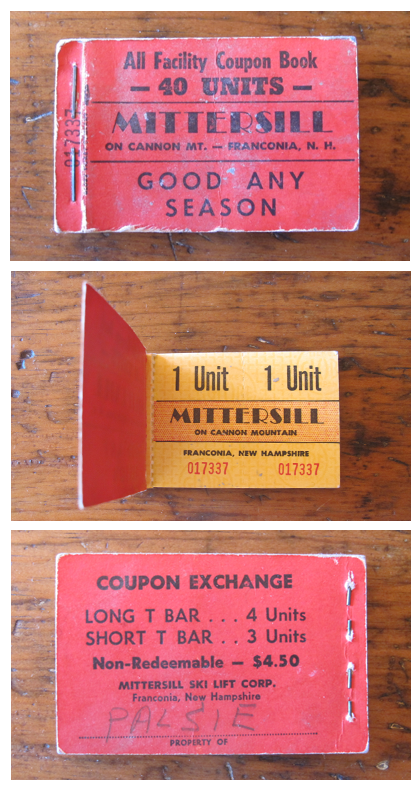 All Facility Coupon Book
— 40 UNITS —
MITTERSILL
ON CANNON MT. — FRANCONIA, N. H.
GOOD ANY
SEASON
017337
1 Unit 1 Unit
MITTERSILL
ON CANNON MOUNTAIN
FRANCONIA, NEW HAMPSHIRE
017337 017337
COUPON EXCHANGE
LONG T BAR . . . 4 Units
SHORT T BAR . . 3 Units
Non-Redeemable — $4.50
MITTERSILL SKI LIFT CORP.
Franconia, New Hampshire
PALSIE
PROPERTY OF